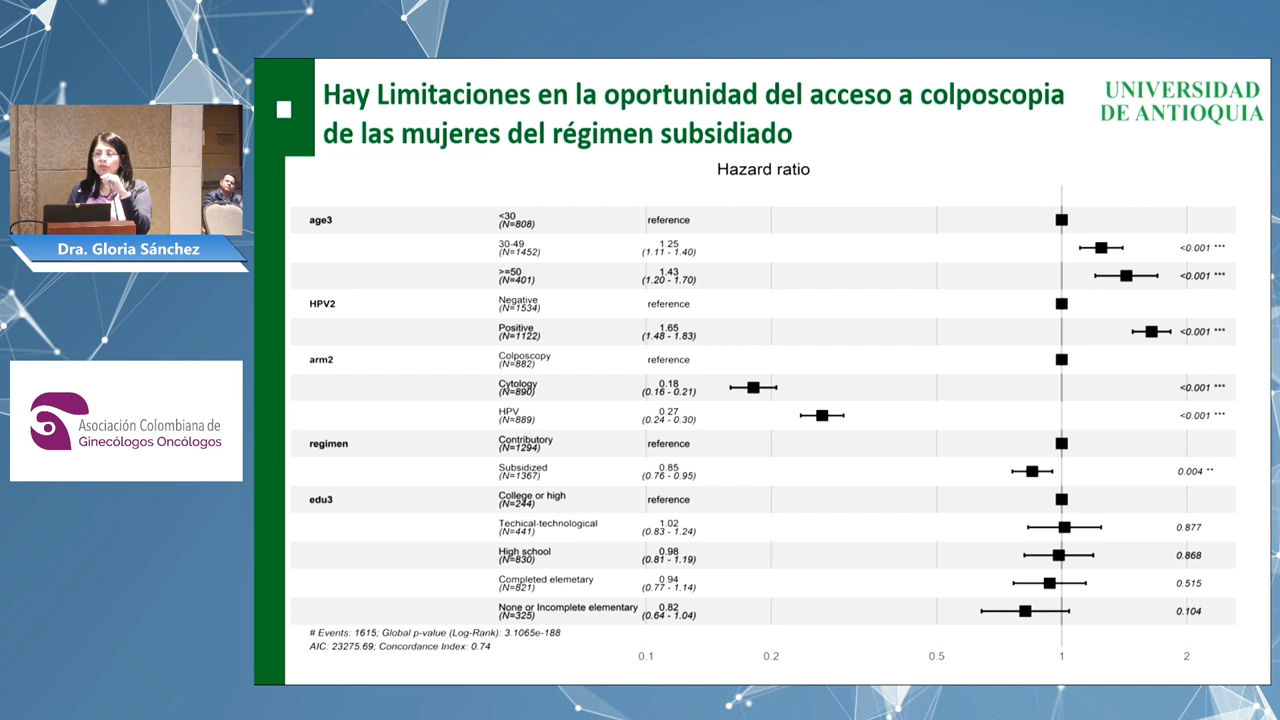 Hay Limitaciones en la oportunidad del acceso a colposcopia
de las mujeres del régimen subsidiado
UNIVERSIDAD
DE ANTIOQUIA
Dra. Gloria Sánchez
Asociación Colombiana de
Ginecólogos Oncólogos
Hazard ratio
age3 <30 (N=808) reference
30-49 (N=1452) 1.25 (1.11 - 1.40) <0.001 ***
>=50 (N=401) 1.43 (1.20 - 1.70) <0.001 ***
HPV2 Negative (N=1534) reference
Positive (N=1122) 1.65 (1.48 - 1.83) <0.001 ***
arm2 Colposcopy (N=882) reference
Cytology (N=890) 0.18 (0.16 - 0.21) <0.001 ***
HPV (N=889) 0.27 (0.24 - 0.30) <0.001 ***
regimen Contributory (N=1294) reference
Subsidized (N=1367) 0.85 (0.76 - 0.95) 0.004 **
edu3 College or high (N=244) reference
Techical-technological (N=441) 1.02 (0.83 - 1.24) 0.877
High school (N=830) 0.98 (0.81 - 1.19) 0.868
Completed elemetary (N=821) 0.94 (0.77 - 1.14) 0.515
None or Incomplete elementary (N=325) 0.82 (0.64 - 1.04) 0.104
# Events: 1615; Global p-value (Log-Rank): 3.1065e-188
AIC: 23275.69; Concordance Index: 0.74
0.1 0.2 0.5 1 2